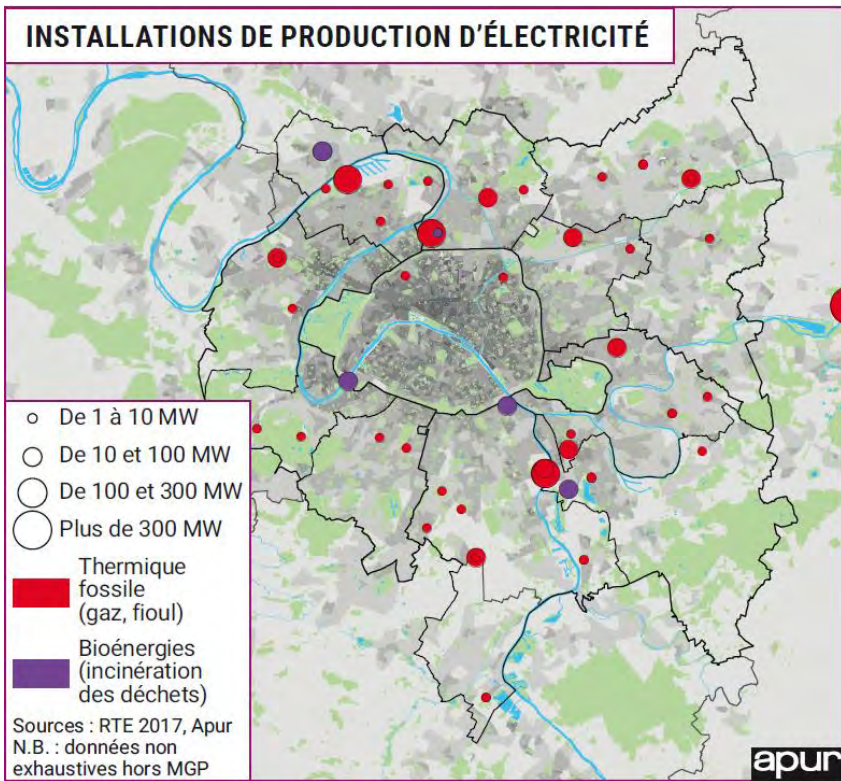 INSTALLATIONS DE PRODUCTION D'ÉLECTRICITÉ
De 1 à 10 MW
De 10 et 100 MW
De 100 et 300 MW
Plus de 300 MW
Thermique
fossile
(gaz, fioul)
Bioénergies
(incinération
des déchets)
Sources : RTE 2017, Apur
N.B. : données non
exhaustives hors MGP
apur